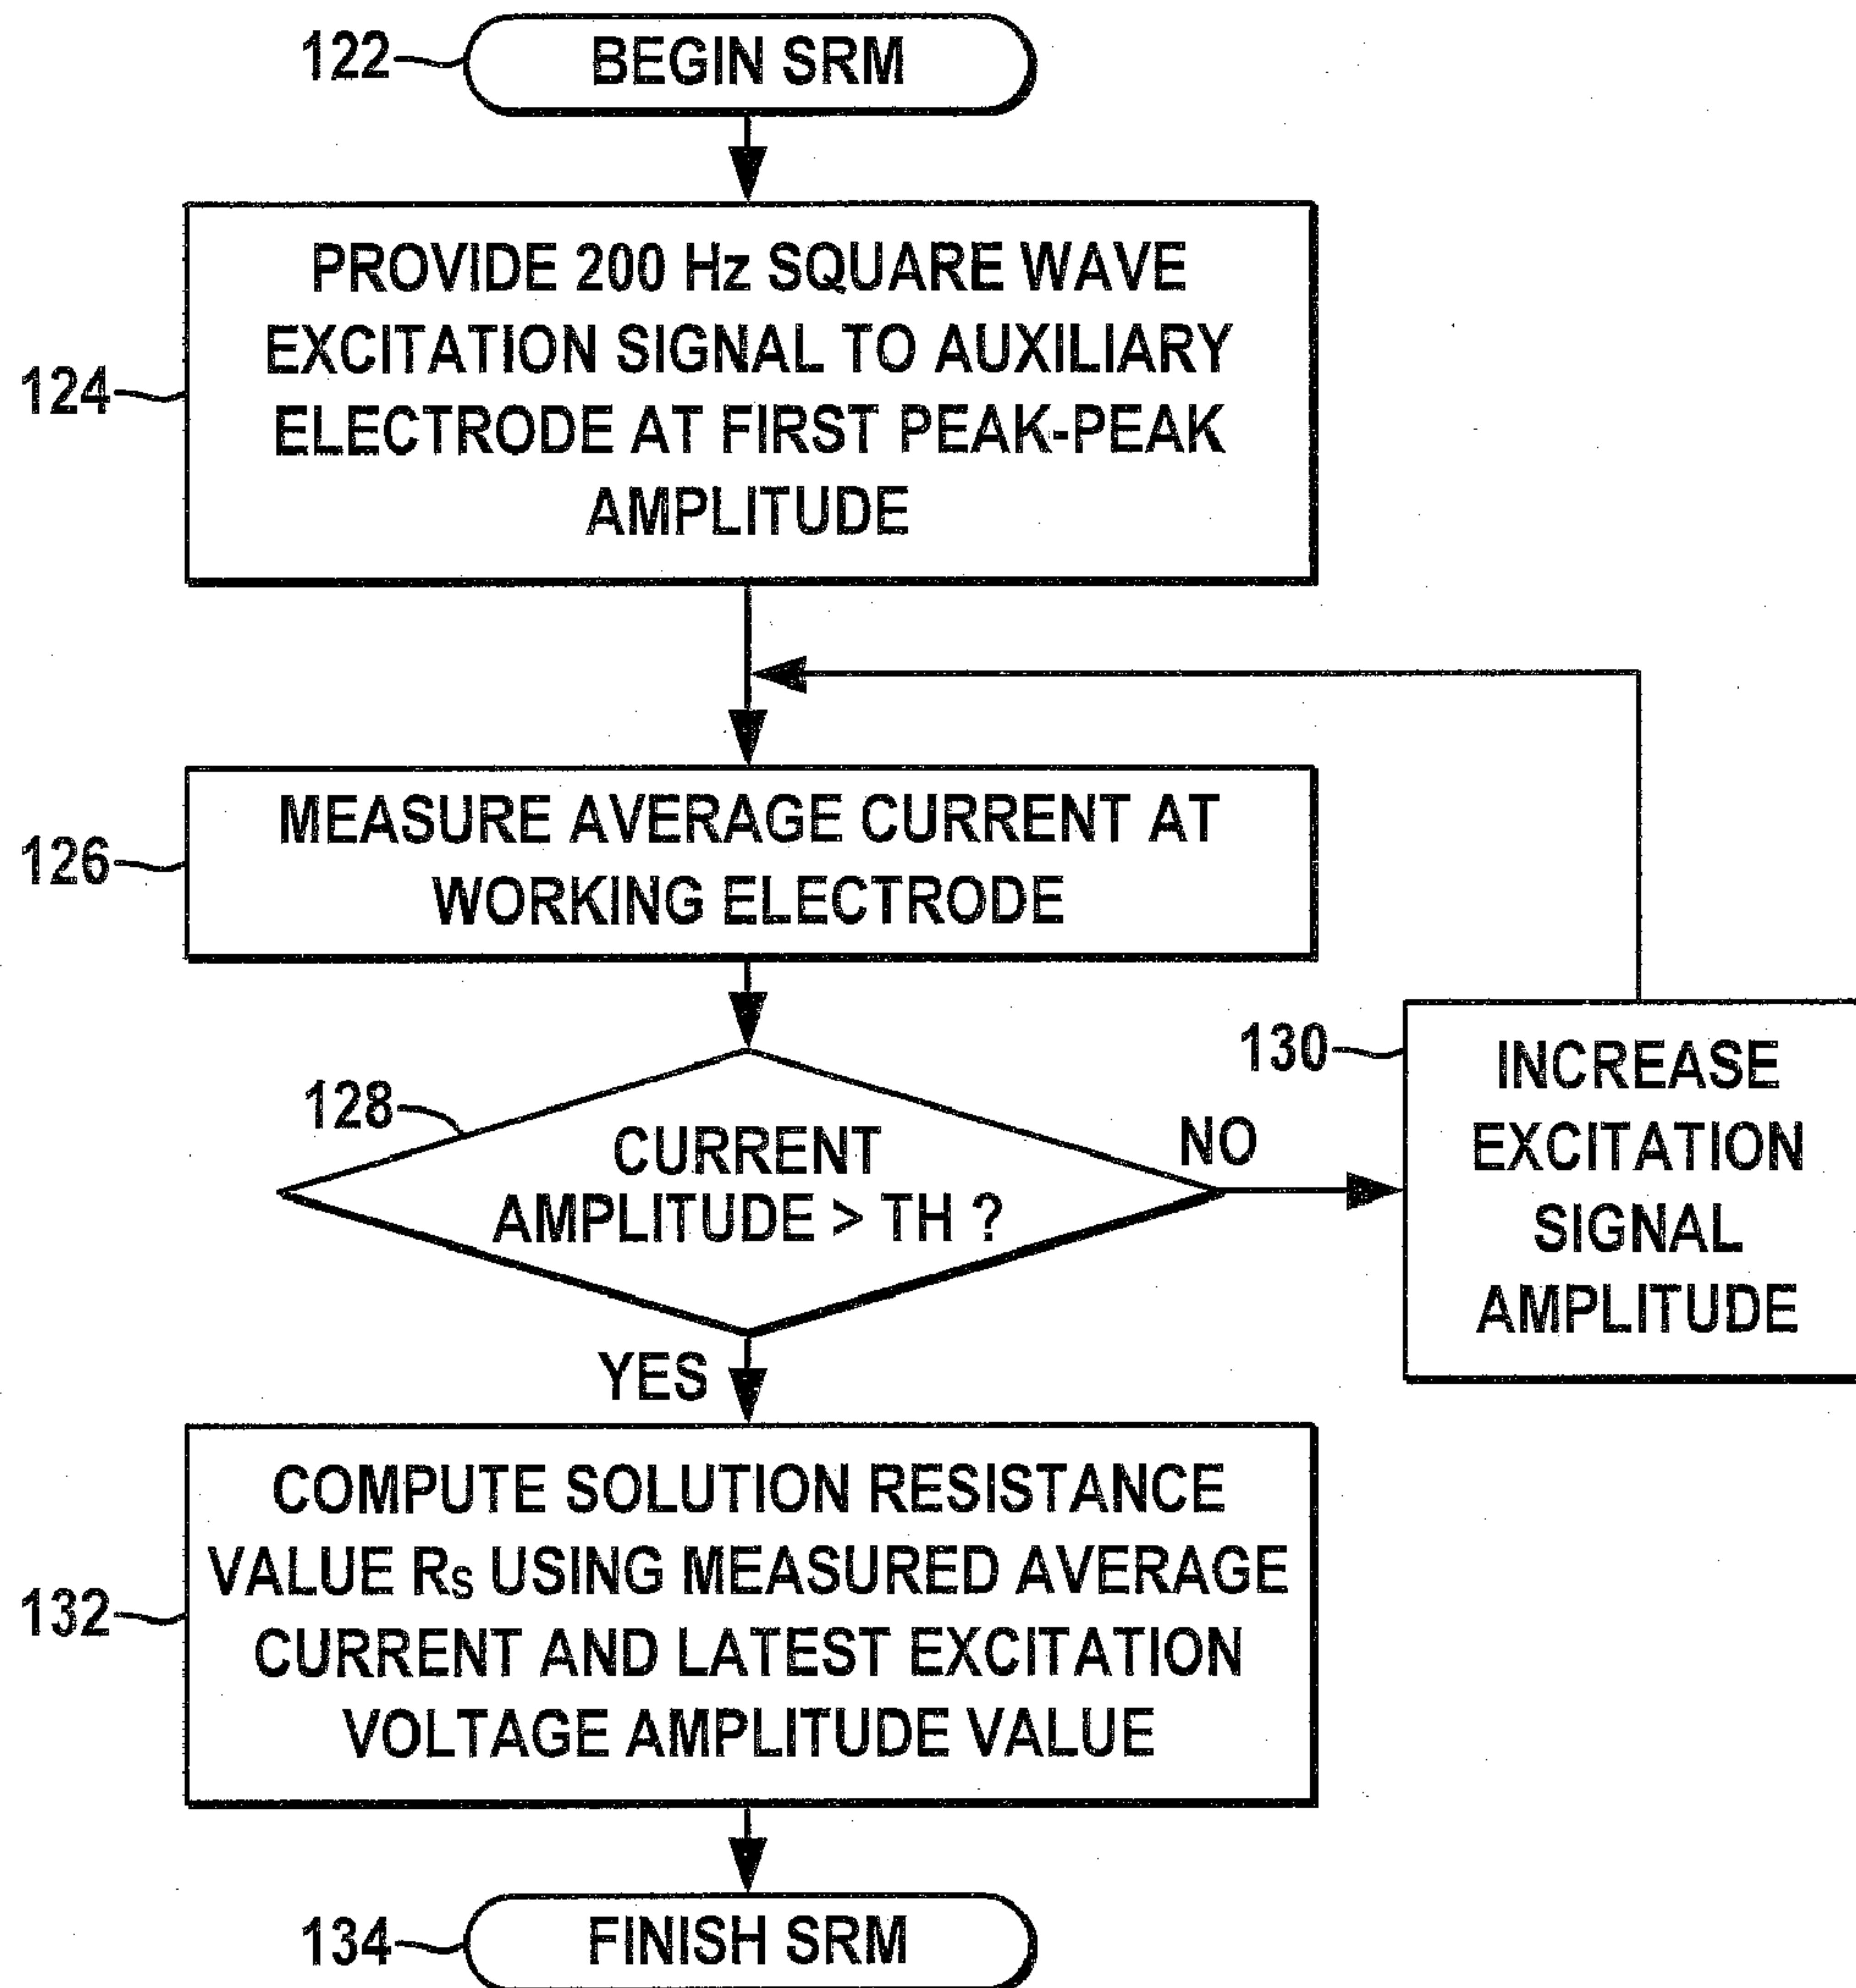 122
BEGIN SRM
124
PROVIDE 200 Hz SQUARE WAVE
EXCITATION SIGNAL TO AUXILIARY
ELECTRODE AT FIRST PEAK-PEAK
AMPLITUDE
126
MEASURE AVERAGE CURRENT AT
WORKING ELECTRODE
128
CURRENT
AMPLITUDE > TH ?
NO
YES
130
INCREASE
EXCITATION
SIGNAL
AMPLITUDE
132
COMPUTE SOLUTION RESISTANCE
VALUE RS USING MEASURED AVERAGE
CURRENT AND LATEST EXCITATION
VOLTAGE AMPLITUDE VALUE
134
FINISH SRM